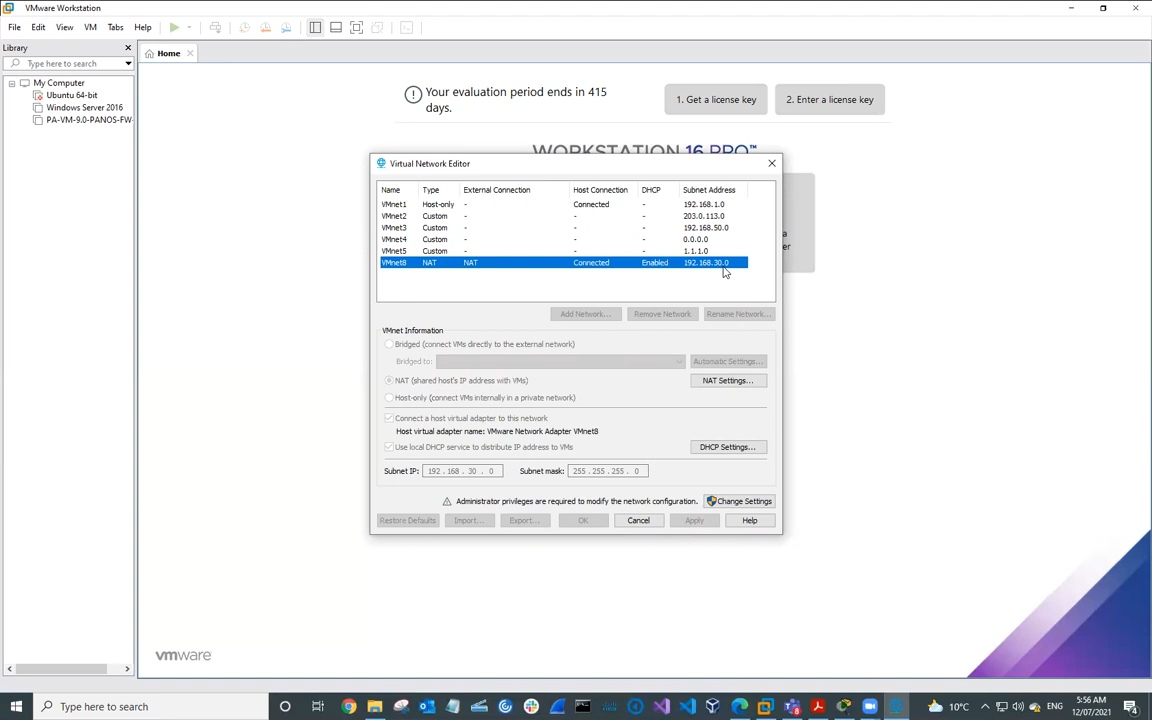 VMware Workstation
File Edit View VM Tabs Help
Library
Type here to search
My Computer
Ubuntu 64-bit
Windows Server 2016
PA-VM-9.0-PANOS-FW-
Home
Your evaluation period ends in 415
days.
1. Get a license key
2. Enter a license key
WORKSTATION 16 PRO™
Virtual Network Editor
Name Type External Connection Host Connection DHCP Subnet Address
VMnet1 Host-only - Connected - 192.168.1.0
VMnet2 Custom - - - 203.0.113.0
VMnet3 Custom - - - 192.168.50.0
VMnet4 Custom - - - 0.0.0.0
VMnet5 Custom - - - 1.1.1.0
VMnet8 NAT NAT Connected Enabled 192.168.30.0
a
er
Add Network... Remove Network Rename Network...
VMnet Information
Bridged (connect VMs directly to the external network)
Bridged to: Automatic Settings...
NAT (shared host's IP address with VMs) NAT Settings...
Host-only (connect VMs internally in a private network)
Connect a host virtual adapter to this network
Host virtual adapter name: VMware Network Adapter VMnet8
Use local DHCP service to distribute IP address to VMs DHCP Settings...
Subnet IP: 192 . 168 . 30 . 0 Subnet mask: 255 . 255 . 255 . 0
Administrator privileges are required to modify the network configuration. Change Settings
Restore Defaults Import... Export... OK Cancel Apply Help
vmware
Type here to search
10°C ENG 5:56 AM
12/07/2021